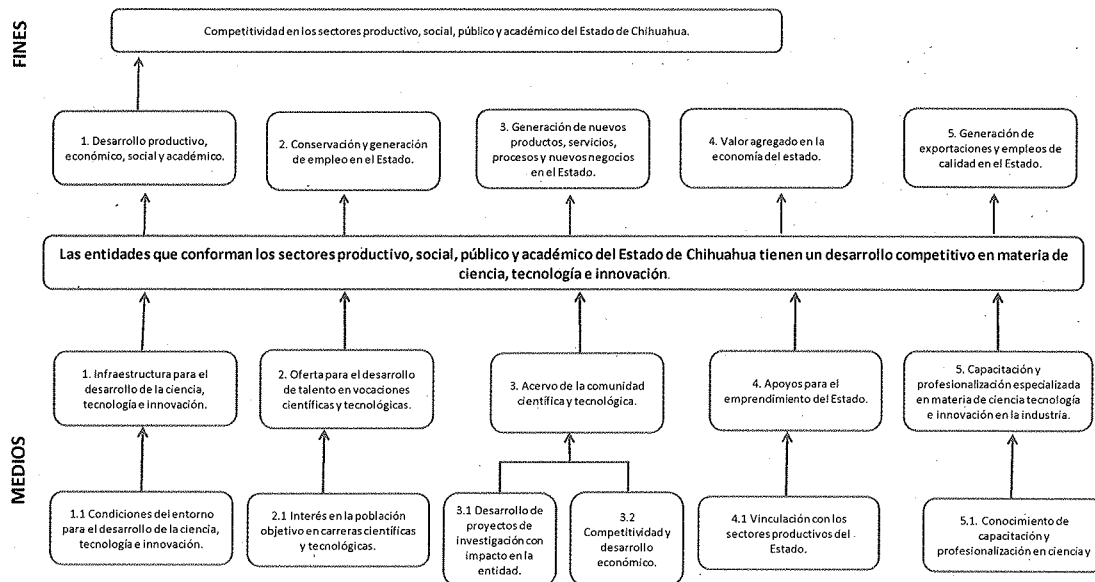 FINES
Competitividad en los sectores productivo, social, público y académico del Estado de Chihuahua.
1. Desarrollo productivo,
económico, social y académico.
2. Conservación y generación
de empleo en el Estado.
3. Generación de nuevos
productos, servicios,
procesos y nuevos negocios
en el Estado.
4. Valor agregado en la
economía del estado.
5. Generación de
exportaciones y empleos de
calidad en el Estado.
Las entidades que conforman los sectores productivo, social, público y académico del Estado de Chihuahua tienen un desarrollo competitivo en materia de
ciencia, tecnología e innovación.
MEDIOS
1. Infraestructura para el
desarrollo de la ciencia,
tecnología e innovación.
2. Oferta para el desarrollo
de talento en vocaciones
científicas y tecnológicas.
3. Acervo de la comunidad
científica y tecnológica.
4. Apoyos para el
emprendimiento del Estado.
5. Capacitación y
profesionalización especializada
en materia de ciencia tecnología
e innovación en la industria.
1.1 Condiciones del entorno
para el desarrollo de la ciencia,
tecnología e innovación.
2.1 Interés en la población
objetivo en carreras científicas
y tecnológicas.
3.1 Desarrollo de
proyectos de
investigación con
impacto en la
entidad.
3.2
Competitividad y
desarrollo
económico.
4.1 Vinculación con los
sectores productivos del
Estado.
5.1. Conocimiento de
capacitación y
profesionalización en ciencia y